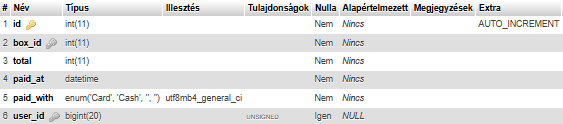 # Név Típus Illesztés Tulajdonságok Nulla Alapértelmezett Megjegyzések Extra
1 id int(11) Nem Nincs AUTO_INCREMENT
2 box_id int(11) Nem Nincs
3 total int(11) Nem Nincs
4 paid_at datetime Nem Nincs
5 paid_with enum('Card', 'Cash', '', '') utf8mb4_general_ci Nem Nincs
6 user_id bigint(20) UNSIGNED Igen NULL